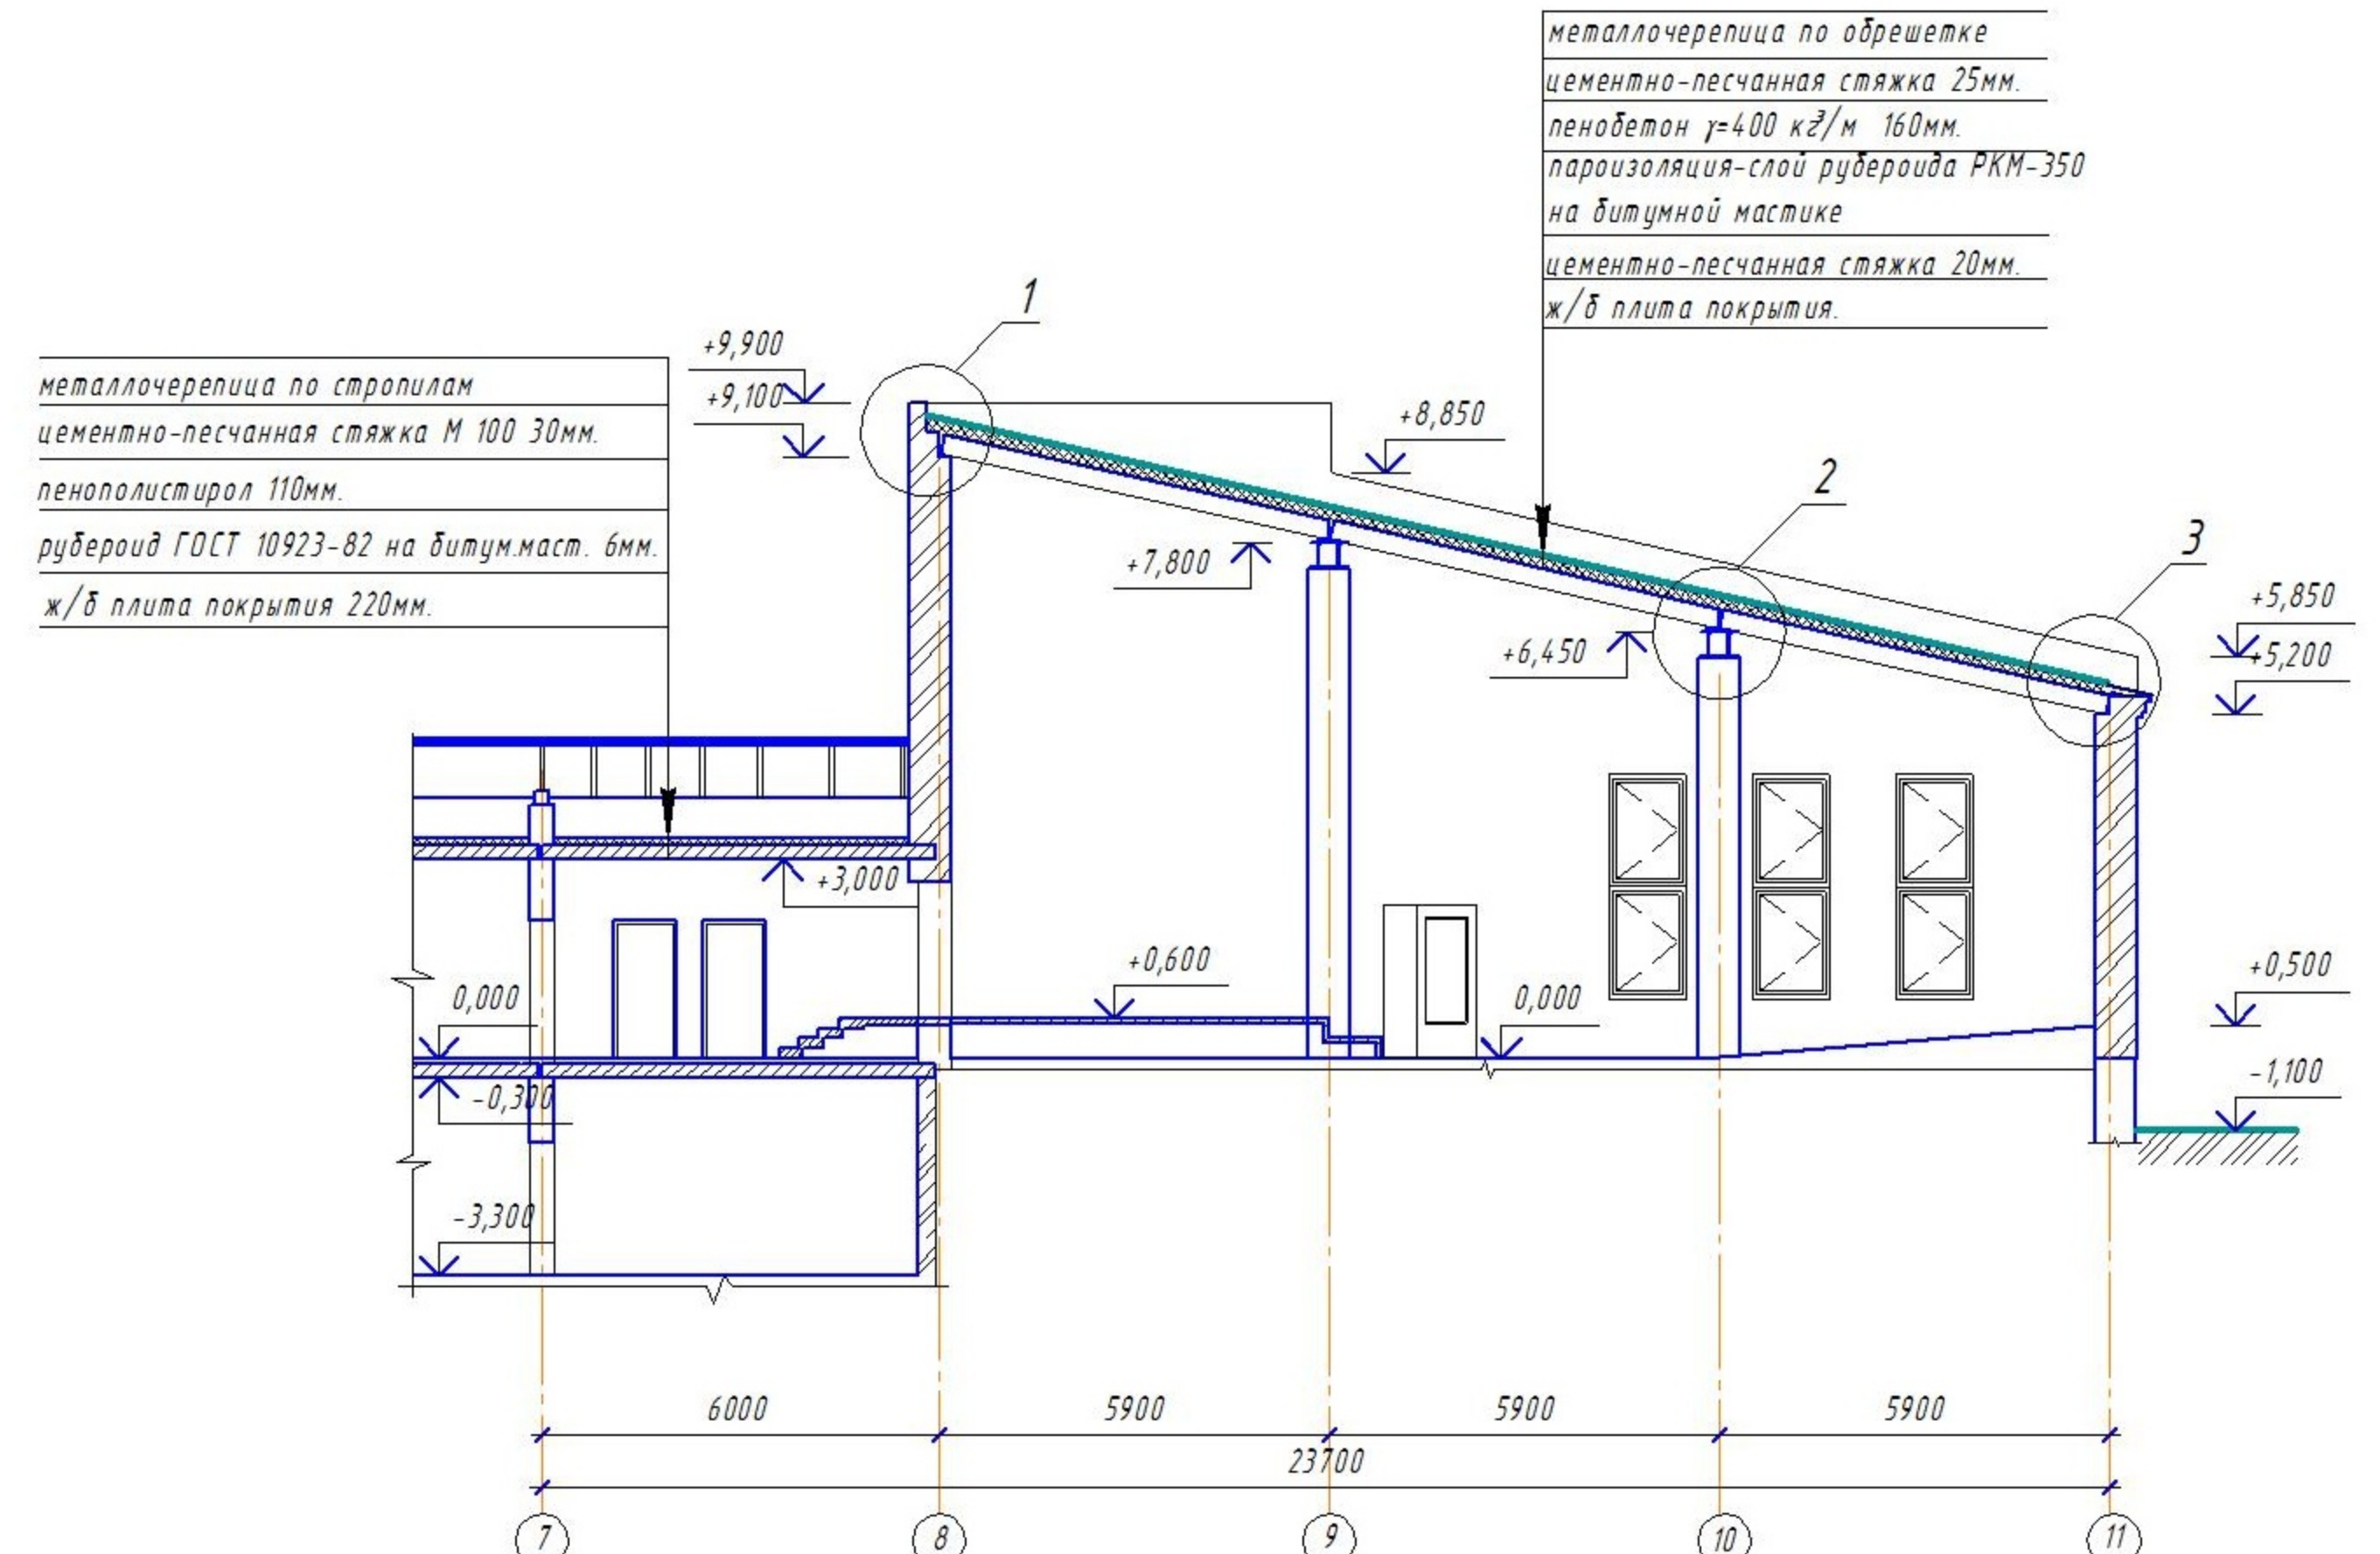 металлочерепица по обрешетке
цементно-песчанная стяжка 25мм.
пенобетон γ=400 кг/м³ 160мм.
пароизоляция-слой рубероида РКМ-350
на битумной мастике
цементно-песчанная стяжка 20мм.
ж/б плита покрытия.
1
+9,900
+9,100
+8,850
металлочерепица по стропилам
цементно-песчанная стяжка М 100 30мм.
пенополистирол 110мм.
рубероид ГОСТ 10923-82 на битум.маст. 6мм.
ж/б плита покрытия 220мм.
2
3
+7,800
+6,450
+5,850
+5,200
+3,000
+0,600
0,000
0,000
+0,500
-0,300
-1,100
-3,300
6000
5900
5900
5900
23700
7
8
9
10
11